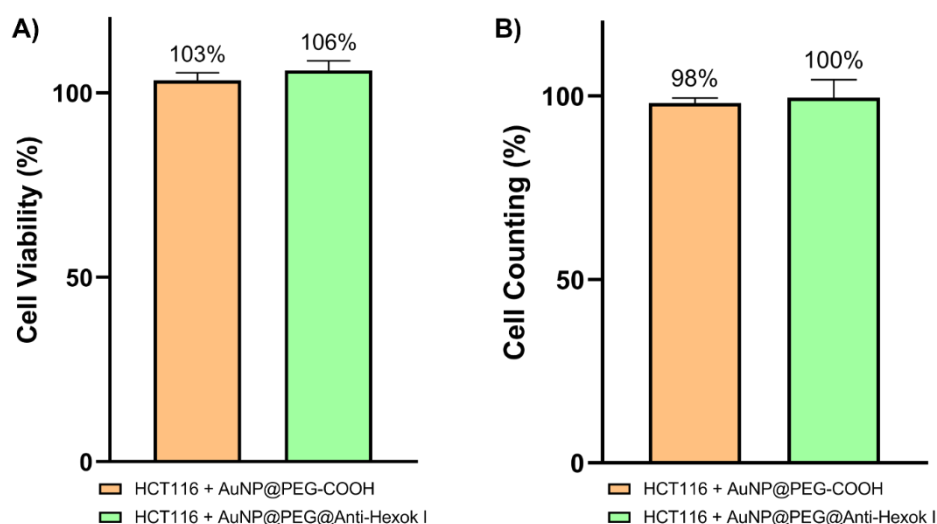 A)
Cell Viability (%)
100
50
0
103%
106%
HCT116 + AuNP@PEG-COOH
HCT116 + AuNP@PEG@Anti-Hexok I
B)
Cell Counting (%)
100
50
0
98%
100%
HCT116 + AuNP@PEG-COOH
HCT116 + AuNP@PEG@Anti-Hexok I